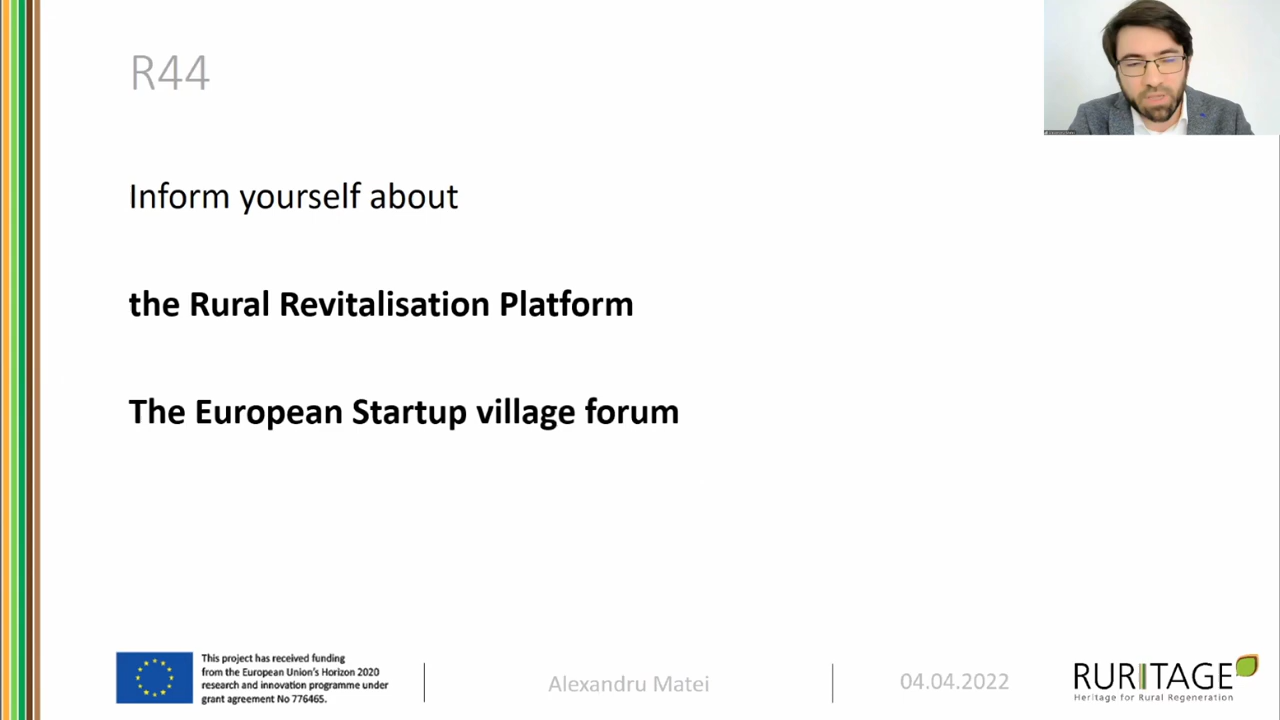 R44
Inform yourself about
the Rural Revitalisation Platform
The European Startup village forum
This project has received funding
from the European Union's Horizon 2020
research and innovation programme under
grant agreement No 776465.
Alexandru Matei
04.04.2022
RURITAGE
Heritage for Rural Regeneration